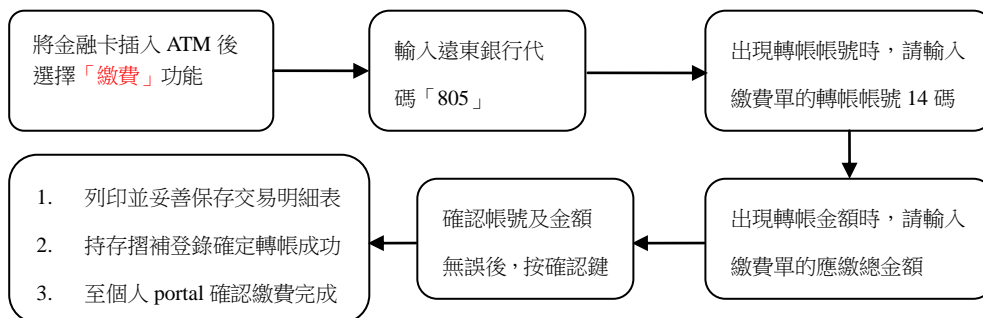 將金融卡插入 ATM 後
選擇「繳費」功能
輸入遠東銀行代
碼「805」
出現轉帳帳號時，請輸入
繳費單的轉帳帳號 14 碼
出現轉帳金額時，請輸入
繳費單的應繳總金額
確認帳號及金額
無誤後，按確認鍵
1. 列印並妥善保存交易明細表
2. 持存摺補登錄確定轉帳成功
3. 至個人 portal 確認繳費完成